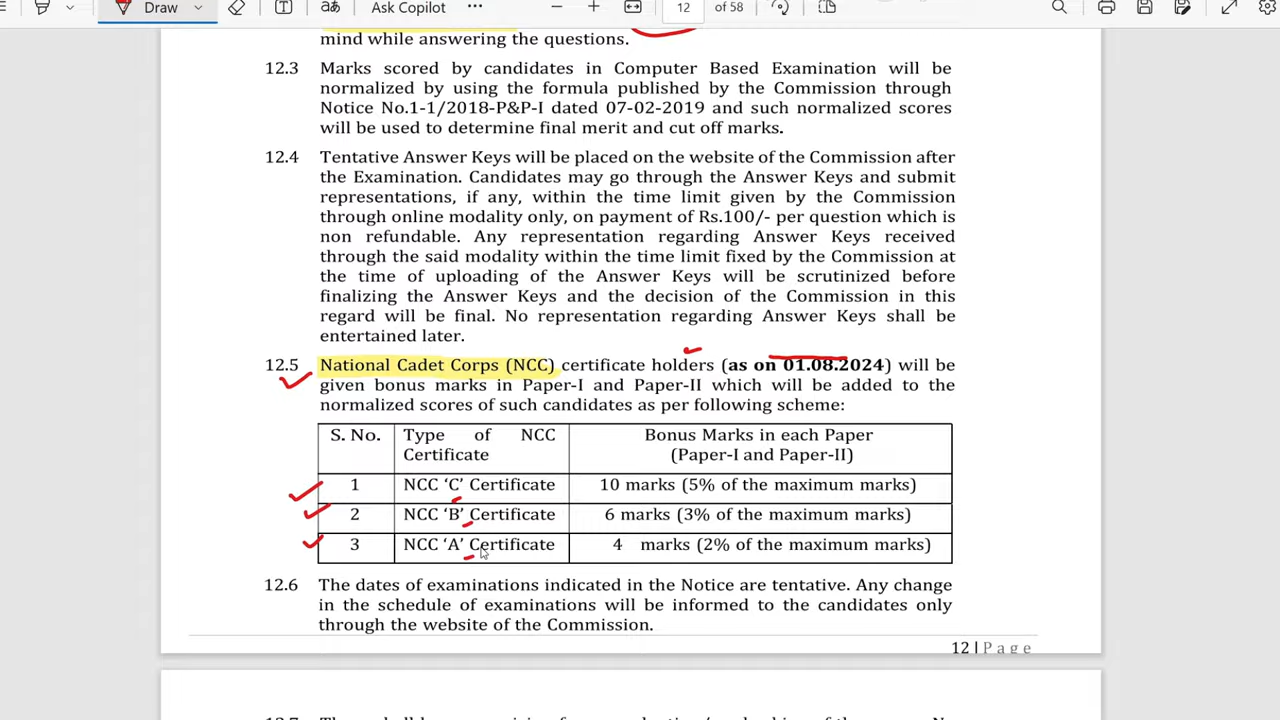 Draw
aあ
Ask Copilot
12
of 58
mind while answering the questions.
12.3 Marks scored by candidates in Computer Based Examination will be
normalized by using the formula published by the Commission through
Notice No.1-1/2018-P&P-I dated 07-02-2019 and such normalized scores
will be used to determine final merit and cut off marks.
12.4 Tentative Answer Keys will be placed on the website of the Commission after
the Examination. Candidates may go through the Answer Keys and submit
representations, if any, within the time limit given by the Commission
through online modality only, on payment of Rs.100/- per question which is
non refundable. Any representation regarding Answer Keys received
through the said modality within the time limit fixed by the Commission at
the time of uploading of the Answer Keys will be scrutinized before
finalizing the Answer Keys and the decision of the Commission in this
regard will be final. No representation regarding Answer Keys shall be
entertained later.
12.5 National Cadet Corps (NCC) certificate holders (as on 01.08.2024) will be
given bonus marks in Paper-I and Paper-II which will be added to the
normalized scores of such candidates as per following scheme:
S. No. Type of NCC Bonus Marks in each Paper
Certificate (Paper-I and Paper-II)
1 NCC ‘C’ Certificate 10 marks (5% of the maximum marks)
2 NCC ‘B’ Certificate 6 marks (3% of the maximum marks)
3 NCC ‘A’ Certificate 4 marks (2% of the maximum marks)
12.6 The dates of examinations indicated in the Notice are tentative. Any change
in the schedule of examinations will be informed to the candidates only
through the website of the Commission.
12 | P a g e